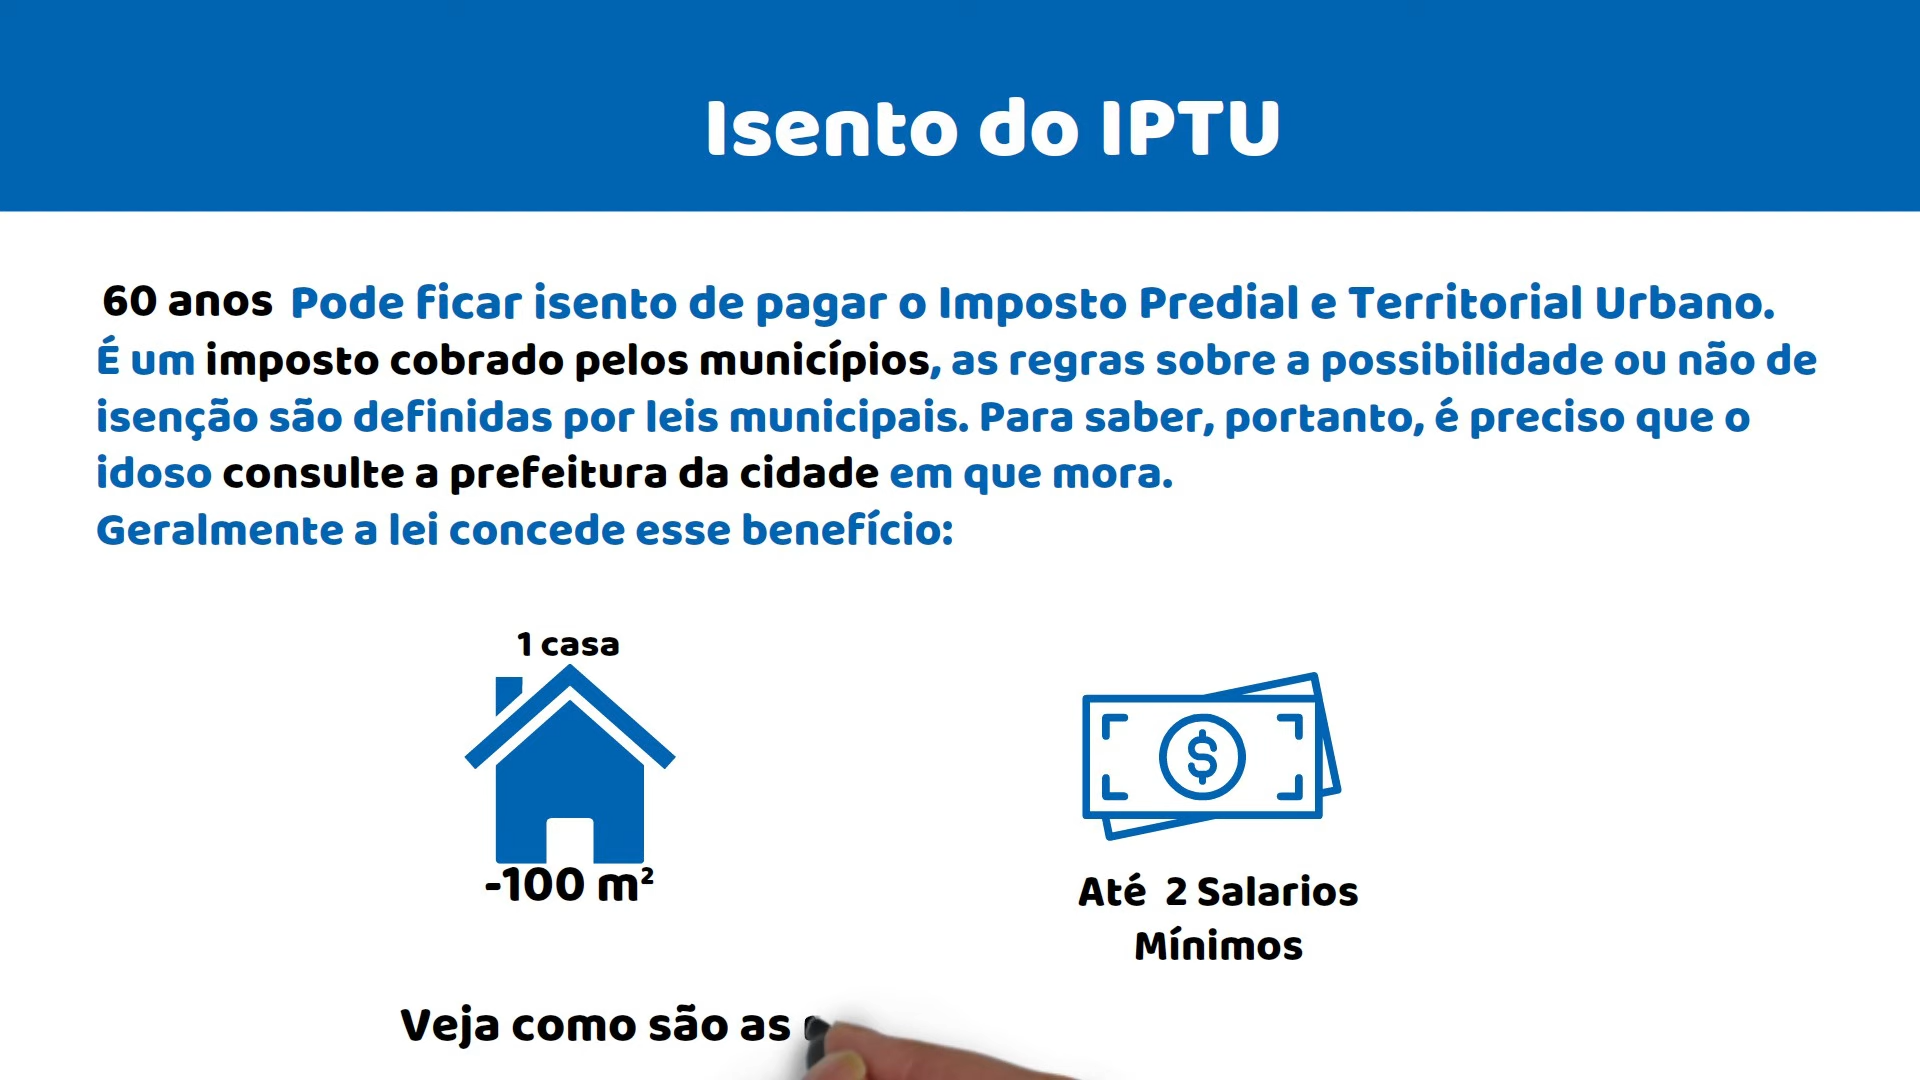 Isento do IPTU
60 anos Pode ficar isento de pagar o Imposto Predial e Territorial Urbano.
É um imposto cobrado pelos municípios, as regras sobre a possibilidade ou não de
isenção são definidas por leis municipais. Para saber, portanto, é preciso que o
idoso consulte a prefeitura da cidade em que mora.
Geralmente a lei concede esse benefício:
1 casa
-100 m²
$
Até 2 Salarios
Mínimos
Veja como são as